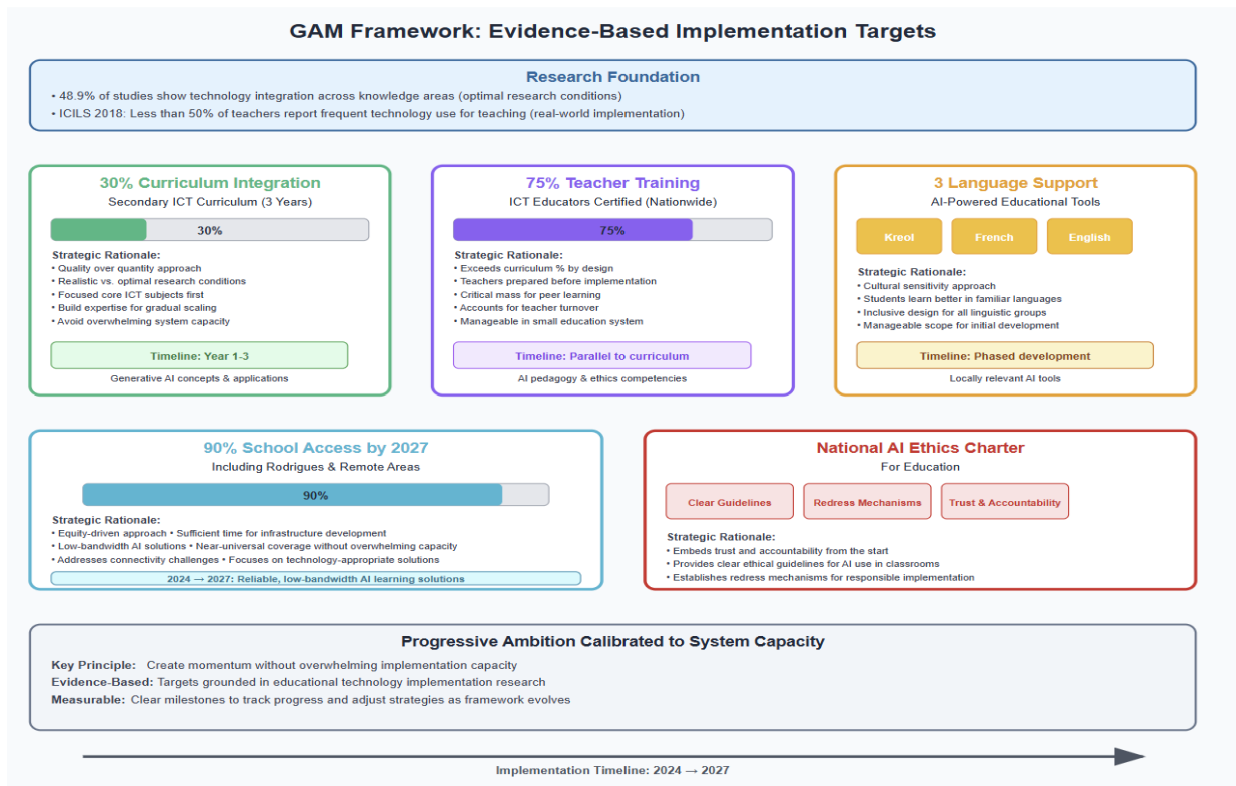 GAM Framework: Evidence-Based Implementation Targets
Research Foundation
• 48.9% of studies show technology integration across knowledge areas (optimal research conditions)
• ICILS 2018: Less than 50% of teachers report frequent technology use for teaching (real-world implementation)
30% Curriculum Integration
Secondary ICT Curriculum (3 Years)
30%
Strategic Rationale:
• Quality over quantity approach
• Realistic vs. optimal research conditions
• Focused core ICT subjects first
• Build expertise for gradual scaling
• Avoid overwhelming system capacity
Timeline: Year 1-3
Generative AI concepts & applications
75% Teacher Training
ICT Educators Certified (Nationwide)
75%
Strategic Rationale:
• Exceeds curriculum % by design
• Teachers prepared before implementation
• Critical mass for peer learning
• Accounts for teacher turnover
• Manageable in small education system
Timeline: Parallel to curriculum
AI pedagogy & ethics competencies
3 Language Support
AI-Powered Educational Tools
Kreol French English
Strategic Rationale:
• Cultural sensitivity approach
• Students learn better in familiar languages
• Inclusive design for all linguistic groups
• Manageable scope for initial development
Timeline: Phased development
Locally relevant AI tools
90% School Access by 2027
Including Rodrigues & Remote Areas
90%
Strategic Rationale:
• Equity-driven approach • Sufficient time for infrastructure development
• Low-bandwidth AI solutions • Near-universal coverage without overwhelming capacity
• Addresses connectivity challenges • Focuses on technology-appropriate solutions
2024 → 2027: Reliable, low-bandwidth AI learning solutions
National AI Ethics Charter
For Education
Clear Guidelines Redress Mechanisms Trust & Accountability
Strategic Rationale:
• Embeds trust and accountability from the start
• Provides clear ethical guidelines for AI use in classrooms
• Establishes redress mechanisms for responsible implementation
Progressive Ambition Calibrated to System Capacity
Key Principle: Create momentum without overwhelming implementation capacity
Evidence-Based: Targets grounded in educational technology implementation research
Measurable: Clear milestones to track progress and adjust strategies as framework evolves
Implementation Timeline: 2024 → 2027